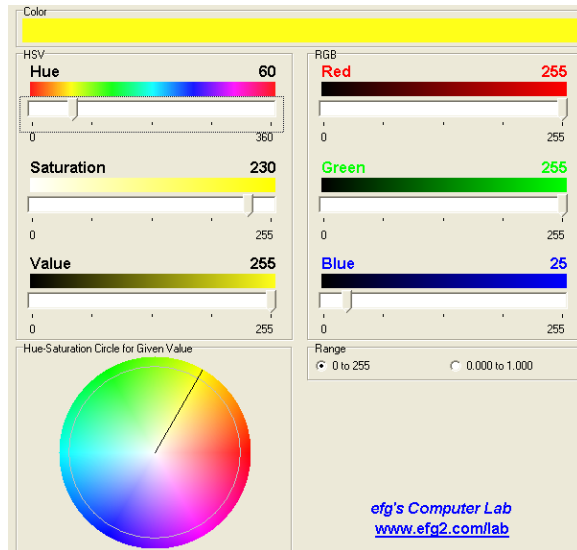 Color
HSV
Hue 60
0 360
Saturation 230
0 255
Value 255
0 255
RGB
Red 255
0 255
Green 255
0 255
Blue 25
0 255
Hue-Saturation Circle for Given Value
Range
0 to 255 0.000 to 1.000
efg's Computer Lab
www.efg2.com/lab